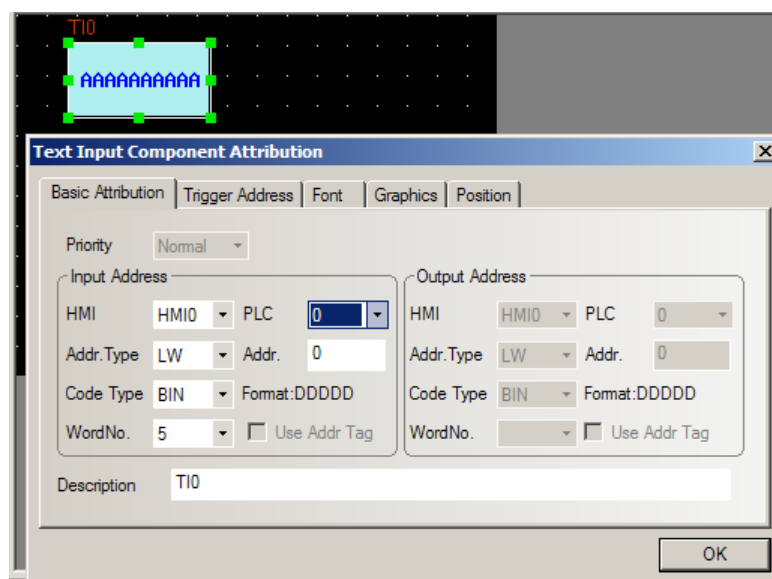 TI0
AAAAAAAAAA
Text Input Component Attribution
Basic Attribution Trigger Address Font Graphics Position
Priority Normal
Input Address Output Address
HMI HMI0 PLC 0 HMI HMI0 PLC 0
Addr.Type LW Addr. 0 Addr.Type LW Addr. 0
Code Type BIN Format:DDDDD Code Type BIN Format:DDDDD
WordNo. 5 Use Addr Tag WordNo. Use Addr Tag
Description TI0
OK